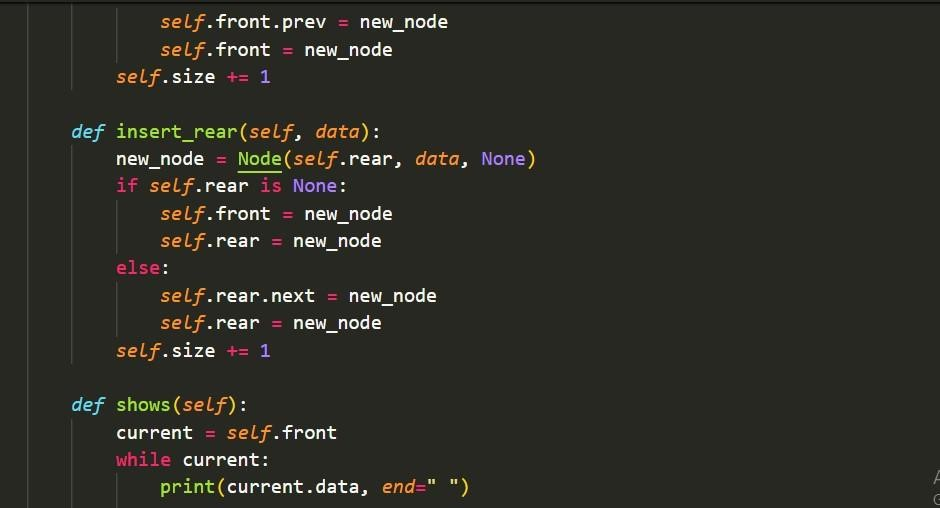 self.front.prev = new_node
            self.front = new_node
        self.size += 1

    def insert_rear(self, data):
        new_node = Node(self.rear, data, None)
        if self.rear is None:
            self.front = new_node
            self.rear = new_node
        else:
            self.rear.next = new_node
            self.rear = new_node
        self.size += 1

    def shows(self):
        current = self.front
        while current:
            print(current.data, end=" ")